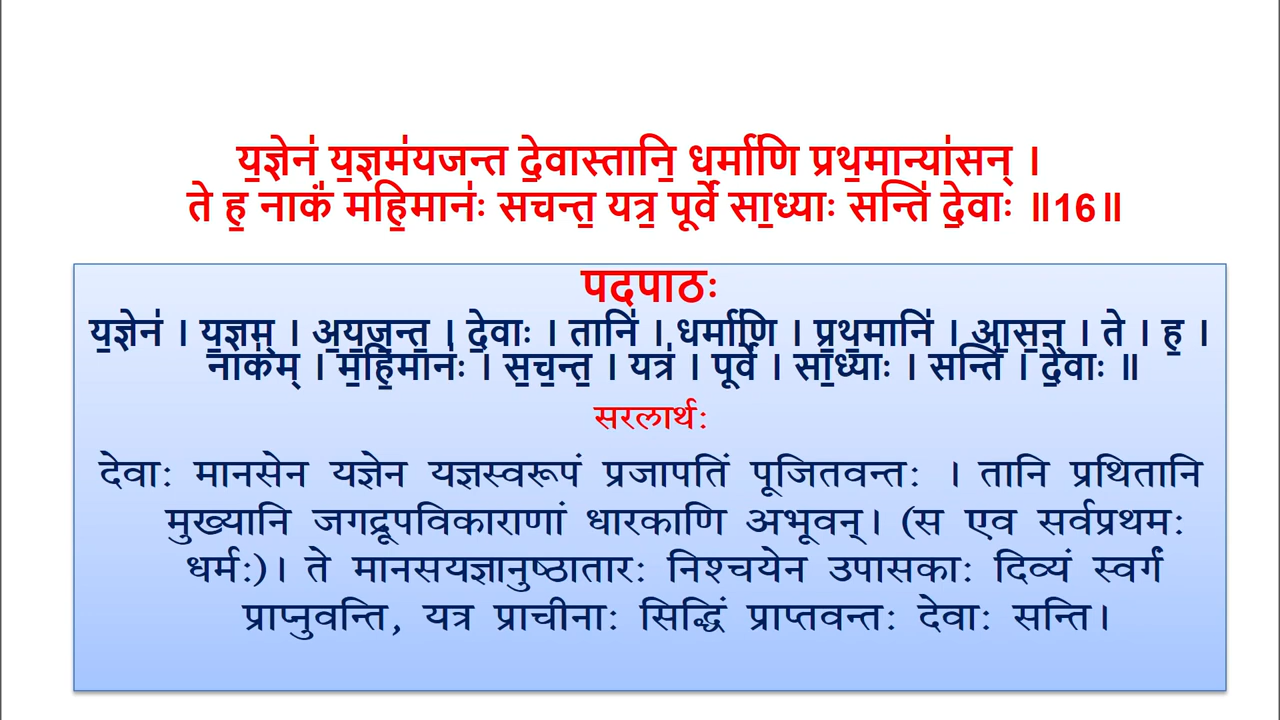 य॒ज्ञेन॑ य॒ज्ञम॑यजन्त दे॒वास्तानि॒ धर्मा॑णि प्रथ॒मान्या॑सन् ।
ते ह॒ नाकं॑ महि॒मानः॑ सचन्त॒ यत्र॒ पूर्वे॑ सा॒ध्याः सन्ति॑ दे॒वाः ॥16॥
पदपाठः
य॒ज्ञेन॑ । य॒ज्ञम् । अ॒य॒ज॒न्त॒ । दे॒वाः । तानि॑ । धर्मा॑णि । प्र॒थ॒मानि॑ । आ॒स॒न् । ते । ह॒ ।
नाक॑म् । म॒हि॒मानः॑ । स॒च॒न्त॒ । यत्र॑ । पूर्वे॑ । सा॒ध्याः । सन्ति॑ । दे॒वाः ॥
सरलार्थः
देवाः मानसेन यज्ञेन यज्ञस्वरूपं प्रजापतिं पूजितवन्तः । तानि प्रथितानि
मुख्यानि जगद्रूपविकाराणां धारकाणि अभूवन्। (स एव सर्वप्रथमः
धर्मः)। ते मानसयज्ञानुष्ठातारः निश्चयेन उपासकाः दिव्यं स्वर्गं
प्राप्नुवन्ति, यत्र प्राचीनाः सिद्धिं प्राप्तवन्तः देवाः सन्ति।